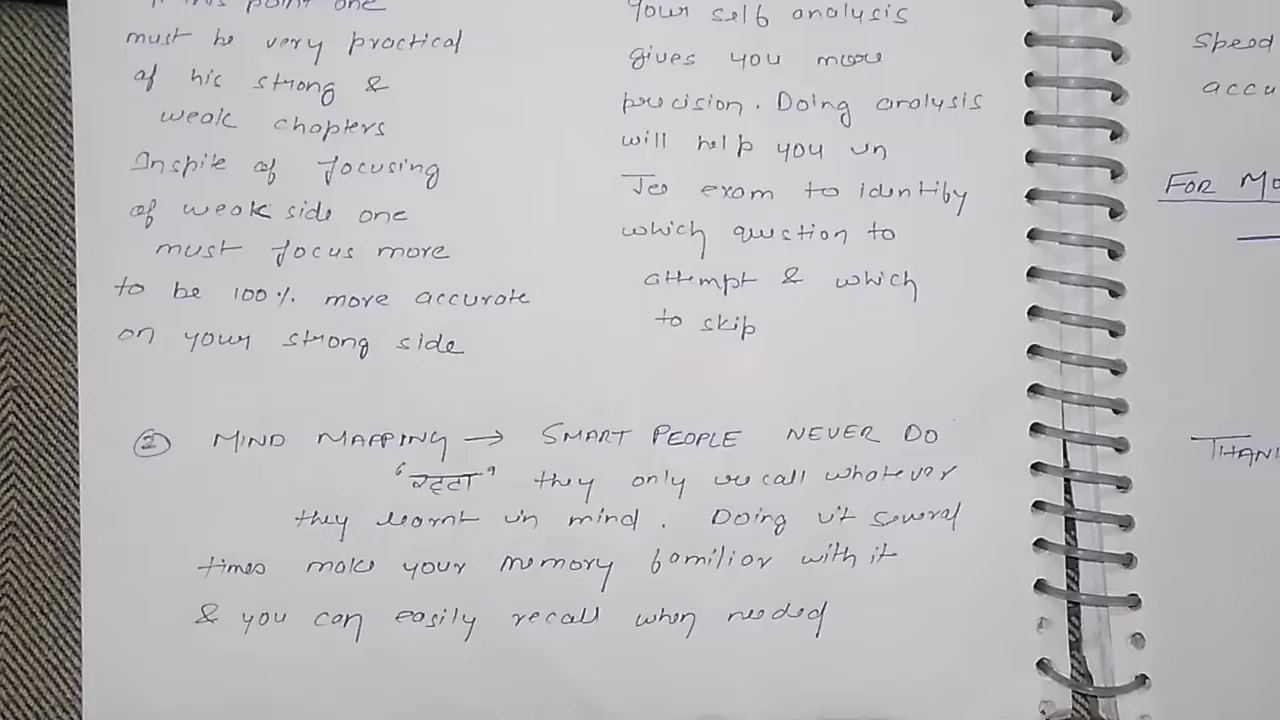 point one
must be very practical
of his strong &
weak chapters
Inspite of focusing
of weak side one
must focus more
to be 100% more accurate
on your strong side
Your self analysis
gives you more
precision. Doing analysis
will help you in
Jee exam to identify
which question to
attempt & which
to skip
② MIND MAPPING → SMART PEOPLE NEVER DO
"रट्टा" they only recall whatever
they learnt in mind. Doing it several
times make your memory familiar with it
& you can easily recall when needed
Speed
FOR